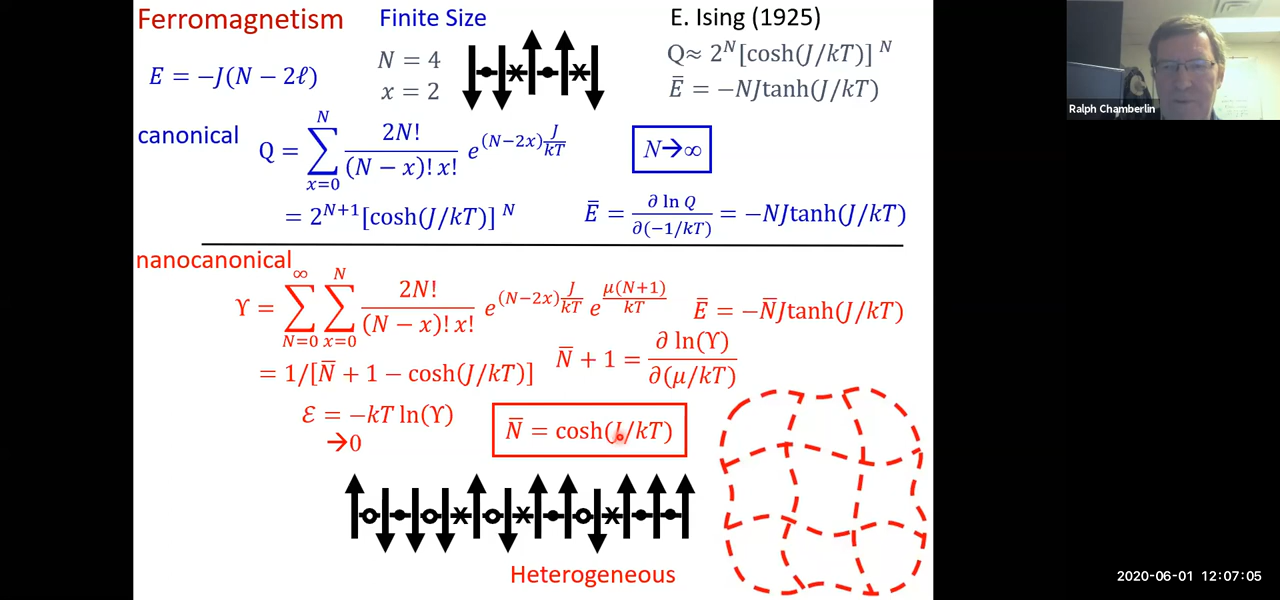 Ferromagnetism
Finite Size
E. Ising (1925)
E = −J(N − 2ℓ)
N = 4
x = 2
Q≈ 2^N[cosh(J/kT)]^N
Ē = −NJtanh(J/kT)
canonical
Q = ∑_{x=0}^{N} 2N!/((N − x)! x!) e^{(N−2x)J/kT}
N→∞
= 2^{N+1}[cosh(J/kT)]^N
Ē = ∂ ln Q/∂(−1/kT) = −NJtanh(J/kT)
nanocanonical
ϒ = ∑_{N=0}^{∞} ∑_{x=0}^{N} 2N!/((N − x)! x!) e^{(N−2x)J/kT} e^{μ(N+1)/kT}
Ē = −N̄Jtanh(J/kT)
= 1/[N̄ + 1 − cosh(J/kT)]
N̄ + 1 = ∂ ln(ϒ)/∂(μ/kT)
ℰ = −kT ln(ϒ)
→0
N̄ = cosh(J/kT)
Heterogeneous
Ralph Chamberlin
2020-06-01 12:07:05